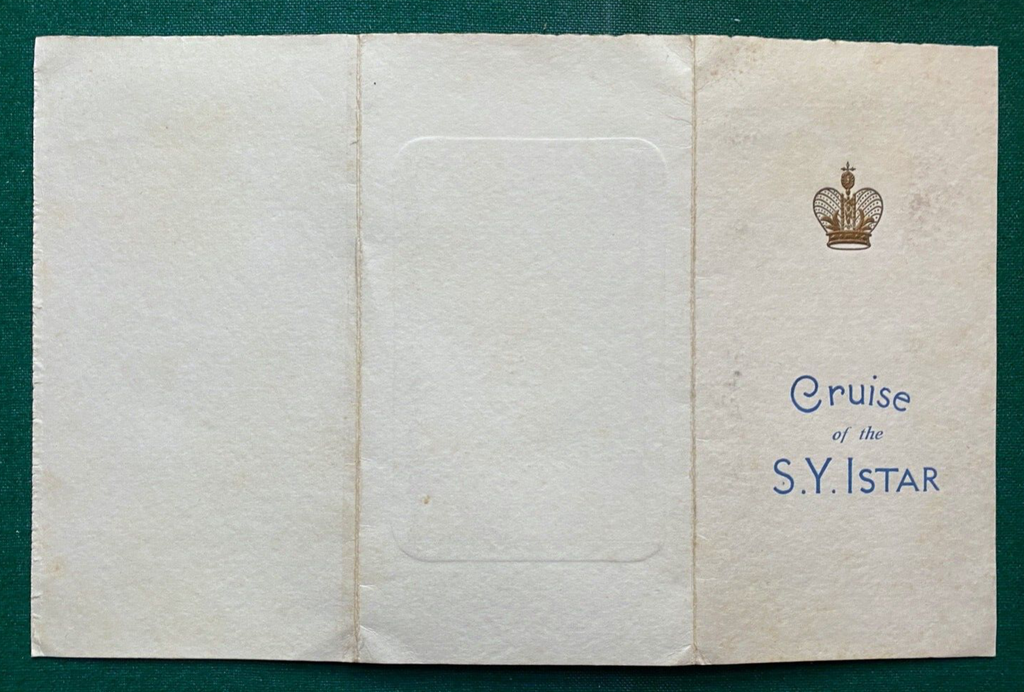 Cruise
of the
S.Y. ISTAR